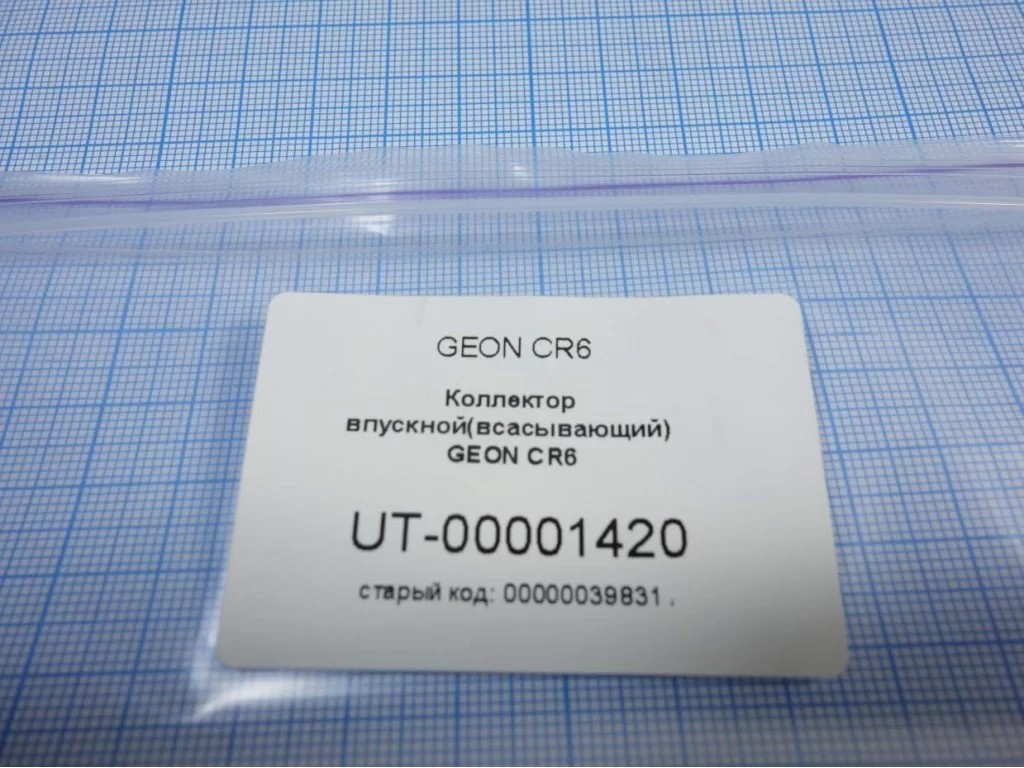 GEON CR6
Коллектор
впускной(всасывающий)
GEON CR6
UT-00001420
старый код: 00000039831 .